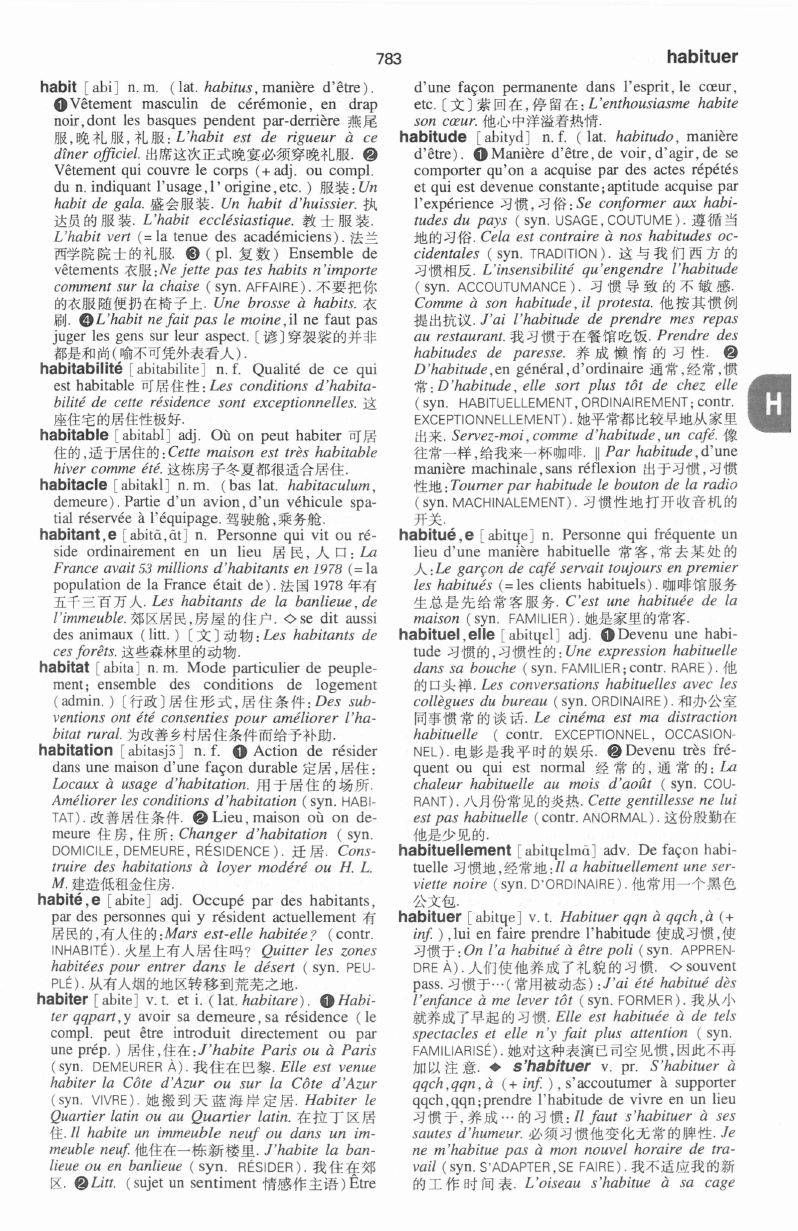 783
habituer
habit [abi] n. m. (lat. habitus, manière d'être).
❶Vêtement masculin de cérémonie, en drap
noir, dont les basques pendent par-derrière 燕尾
服,晚礼服,礼服: L'habit est de rigueur à ce
dîner officiel. 出席这次正式晚宴必须穿晚礼服. ❷
Vêtement qui couvre le corps (+ adj. ou compl.
du n. indiquant l'usage, l'origine, etc. ) 服装: Un
habit de gala. 盛会服装. Un habit d'huissier. 执
达员的服装. L'habit ecclésiastique. 教士服装.
L'habit vert (= la tenue des académiciens). 法兰
西学院院士的礼服. ❸ ( pl. 复数) Ensemble de
vêtements 衣服: Ne jette pas tes habits n'importe
comment sur la chaise ( syn. AFFAIRE). 不要把你
的衣服随便扔在椅子上. Une brosse à habits. 衣
刷. ❹ L'habit ne fait pas le moine, il ne faut pas
juger les gens sur leur aspect. 〔谚〕穿袈裟的并非
都是和尚(喻不可凭外表看人).
habitabilité [abitabilite] n. f. Qualité de ce qui
est habitable 可居住性: Les conditions d'habita-
bilité de cette résidence sont exceptionnelles. 这
座住宅的居住性极好.
habitable [abitabl] adj. Où on peut habiter 可居
住的,适于居住的: Cette maison est très habitable
hiver comme été. 这栋房子冬夏都很适合居住.
habitacle [abitakl] n. m. (bas lat. habitaculum,
demeure). Partie d'un avion, d'un véhicule spa-
tial réservée à l'équipage. 驾驶舱,乘务舱.
habitant, e [abitɑ̃, ɑ̃t] n. Personne qui vit ou ré-
side ordinairement en un lieu 居民,人口: La
France avait 53 millions d'habitants en 1978 (= la
population de la France était de). 法国 1978 年有
五千三百万人. Les habitants de la banlieue, de
l'immeuble. 郊区居民,房屋的住户. ◇ se dit aussi
des animaux ( litt. ) 〔文〕动物: Les habitants de
ces forêts. 这些森林里的动物.
habitat [abita] n. m. Mode particulier de peuple-
ment; ensemble des conditions de logement
(admin. ) 〔行政〕居住形式,居住条件: Des sub-
ventions ont été consenties pour améliorer l'ha-
bitat rural. 为改善乡村居住条件而给予补助.
habitation [abitasjɔ̃] n. f. ❶ Action de résider
dans une maison d'une façon durable 定居,居住:
Locaux à usage d'habitation. 用于居住的场所.
Améliorer les conditions d'habitation ( syn. HABI-
TAT). 改善居住条件. ❷ Lieu, maison où on de-
meure 住房,住所: Changer d'habitation ( syn.
DOMICILE, DEMEURE, RÉSIDENCE ). 迁居. Cons-
truire des habitations à loyer modéré ou H. L.
M. 建造低租金住房.
habité, e [abite] adj. Occupé par des habitants,
par des personnes qui y résident actuellement 有
居民的,有人住的: Mars est-elle habitée? ( contr.
INHABITÉ). 火星上有人居住吗? Quitter les zones
habitées pour entrer dans le désert ( syn. PEU-
PLÉ). 从有人烟的地区转移到荒芜之地.
habiter [abite] v. t. et i. (lat. habitare). ❶ Habi-
ter qqpart, y avoir sa demeure, sa résidence ( le
compl. peut être introduit directement ou par
une prép. ) 居住,住在: J'habite Paris ou à Paris
(syn. DEMEURER À). 我住在巴黎. Elle est venue
habiter la Côte d'Azur ou sur la Côte d'Azur
(syn. VIVRE). 她搬到天蓝海岸定居. Habiter le
Quartier latin ou au Quartier latin. 在拉丁区居
住. Il habite un immeuble neuf ou dans un im-
meuble neuf. 他住在一栋新楼里. J'habite la ban-
lieue ou en banlieue ( syn. RÉSIDER). 我住在郊
区. ❷ Litt. (sujet un sentiment 情感作主语) Être
d'une façon permanente dans l'esprit, le cœur,
etc. 〔文〕萦回在,停留在: L'enthousiasme habite
son cœur. 他心中洋溢着热情.
habitude [abityd] n. f. ( lat. habitudo, manière
d'être). ❶ Manière d'être, de voir, d'agir, de se
comporter qu'on a acquise par des actes répétés
et qui est devenue constante; aptitude acquise par
l'expérience 习惯,习俗: Se conformer aux habi-
tudes du pays ( syn. USAGE, COUTUME). 遵循当
地的习俗. Cela est contraire à nos habitudes oc-
cidentales ( syn. TRADITION). 这与我们西方的
习惯相反. L'insensibilité qu'engendre l'habitude
( syn. ACCOUTUMANCE). 习惯导致的不敏感.
Comme à son habitude, il protesta. 他按其惯例
提出抗议. J'ai l'habitude de prendre mes repas
au restaurant. 我习惯于在餐馆吃饭. Prendre des
habitudes de paresse. 养成懒惰的习性. ❷
D'habitude, en général, d'ordinaire 通常,经常,惯
常: D'habitude, elle sort plus tôt de chez elle
(syn. HABITUELLEMENT, ORDINAIREMENT; contr.
EXCEPTIONNELLEMENT). 她平常都比较早地从家里
出来. Servez-moi, comme d'habitude, un café. 像
往常一样,给我来一杯咖啡. ‖ Par habitude, d'une
manière machinale, sans réflexion 出于习惯,习惯
性地: Tourner par habitude le bouton de la radio
(syn. MACHINALEMENT). 习惯性地打开收音机的
开关.
habitué, e [abitɥe] n. Personne qui fréquente un
lieu d'une manière habituelle 常客,常去某处的
人: Le garçon de café servait toujours en premier
les habitués (= les clients habituels). 咖啡馆服务
生总是先给常客服务. C'est une habituée de la
maison (syn. FAMILIER). 她是家里的常客.
habituel, elle [abitɥɛl] adj. ❶ Devenu une habi-
tude 习惯的,习惯性的: Une expression habituelle
dans sa bouche (syn. FAMILIER; contr. RARE). 他
的口头禅. Les conversations habituelles avec les
collègues du bureau (syn. ORDINAIRE). 和办公室
同事惯常的谈话. Le cinéma est ma distraction
habituelle ( contr. EXCEPTIONNEL, OCCASION-
NEL). 电影是我平时的娱乐. ❷ Devenu très fré-
quent ou qui est normal 经常的,通常的: La
chaleur habituelle au mois d'août ( syn. COU-
RANT). 八月份常见的炎热. Cette gentillesse ne lui
est pas habituelle (contr. ANORMAL). 这份殷勤在
他是少见的.
habituellement [abitɥɛlmɑ̃] adv. De façon habi-
tuelle 习惯地,经常地: Il a habituellement une ser-
viette noire (syn. D'ORDINAIRE). 他常用一个黑色
公文包.
habituer [abitɥe] v. t. Habituer qqn à qqch, à (+
inf. ), lui en faire prendre l'habitude 使成习惯,使
习惯于: On l'a habitué à être poli ( syn. APPREN-
DRE À). 人们使他养成了礼貌的习惯. ◇ souvent
pass. 习惯于…(常用被动态): J'ai été habitué dès
l'enfance à me lever tôt (syn. FORMER). 我从小
就养成了早起的习惯. Elle est habituée à de tels
spectacles et elle n'y fait plus attention ( syn.
FAMILIARISÉ). 她对这种表演已司空见惯,因此不再
加以注意. ◆ s'habituer v. pr. S'habituer à
qqch, qqn, à (+ inf. ), s'accoutumer à supporter
qqch, qqn; prendre l'habitude de vivre en un lieu
习惯于,养成…的习惯: Il faut s'habituer à ses
sautes d'humeur. 必须习惯他变化无常的脾性. Je
ne m'habitue pas à mon nouvel horaire de tra-
vail (syn. S'ADAPTER, SE FAIRE). 我不适应我的新
的工作时间表. L'oiseau s'habitue à sa cage
H